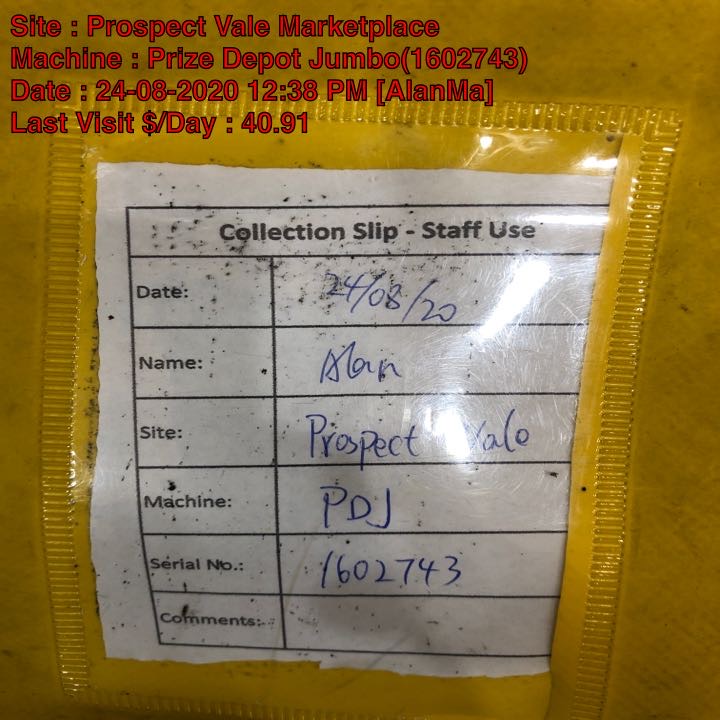 Site : Prospect Vale Marketplace
Machine : Prize Depot Jumbo(1602743)
Date : 24-08-2020 12:38 PM [AlanMa]
Last Visit $/Day : 40.91
Collection Slip - Staff Use
Date: 24/08/20
Name: Alan
Site: Prospect Vale
Machine: PDJ
Serial No.: 1602743
Comments: